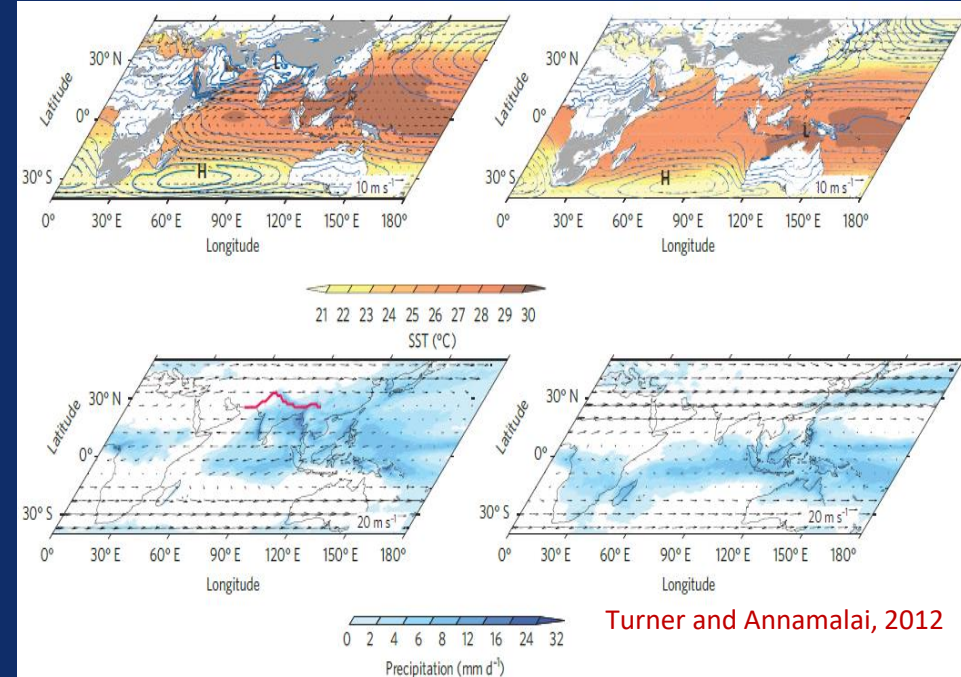 Latitude
30° N
0°
30° S
L
L
H
10 m s⁻¹
0° 30° E 60° E 90° E 120° E 150° E 180°
Longitude
Latitude
30° N
0°
30° S
L
H
10 m s⁻¹
0° 30° E 60° E 90° E 120° E 150° E 180°
Longitude
21 22 23 24 25 26 27 28 29 30
SST (°C)
Latitude
30° N
0°
30° S
20 m s⁻¹
0° 30° E 60° E 90° E 120° E 150° E 180°
Longitude
Latitude
30° N
0°
30° S
20 m s⁻¹
0° 30° E 60° E 90° E 120° E 150° E 180°
Longitude
0 2 4 6 8 12 16 24 32
Precipitation (mm d⁻¹)
Turner and Annamalai, 2012